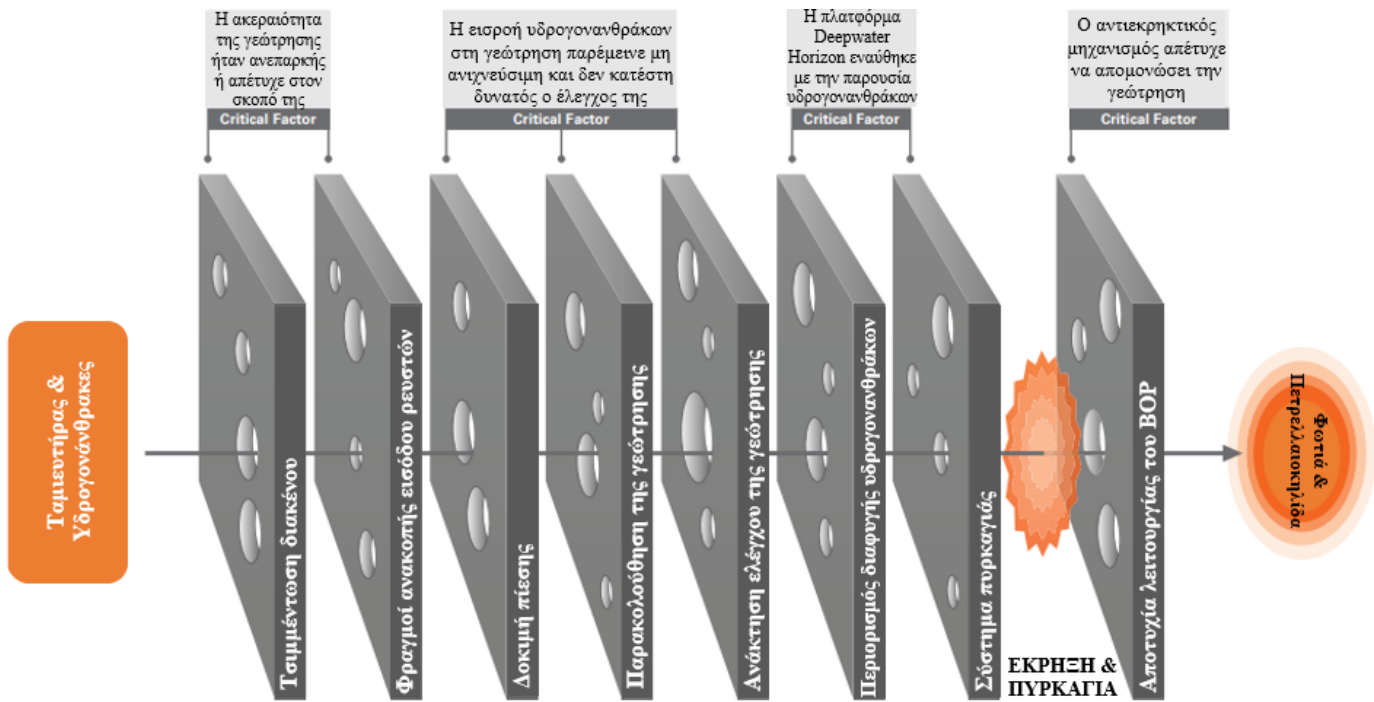 Η ακεραιότητα
της γεώτρησης
ήταν ανεπαρκής
ή απέτυχε στον
σκοπό της
Critical Factor
Η εισροή υδρογονανθράκων
στη γεώτρηση παρέμεινε μη
ανιχνεύσιμη και δεν κατέστη
δυνατός ο έλεγχος της
Critical Factor
Η πλατφόρμα
Deepwater
Horizon εναύθηκε
με την παρουσία
υδρογονανθράκων
Critical Factor
Ο αντιεκρηκτικός
μηχανισμός απέτυχε
να απομονώσει την
γεώτρηση
Critical Factor
Ταμιευτήρας &
Υδρογονάνθρακες
Τσιμμέντωση διακένου
Φραγμοί ανακοπής εισόδου ρευστών
Δοκιμή πίεσης
Παρακολούθηση της γεώτρησης
Ανάκτηση ελέγχου της γεώτρησης
Περιορισμός διαφυγής υδρογονανθράκων
Σύστημα πυρκαγιάς
ΕΚΡΗΞΗ &
ΠΥΡΚΑΓΙΑ
Αποτυχία λειτουργίας του BOP
Φωτιά &
Πετρελλαιοκηλίδα